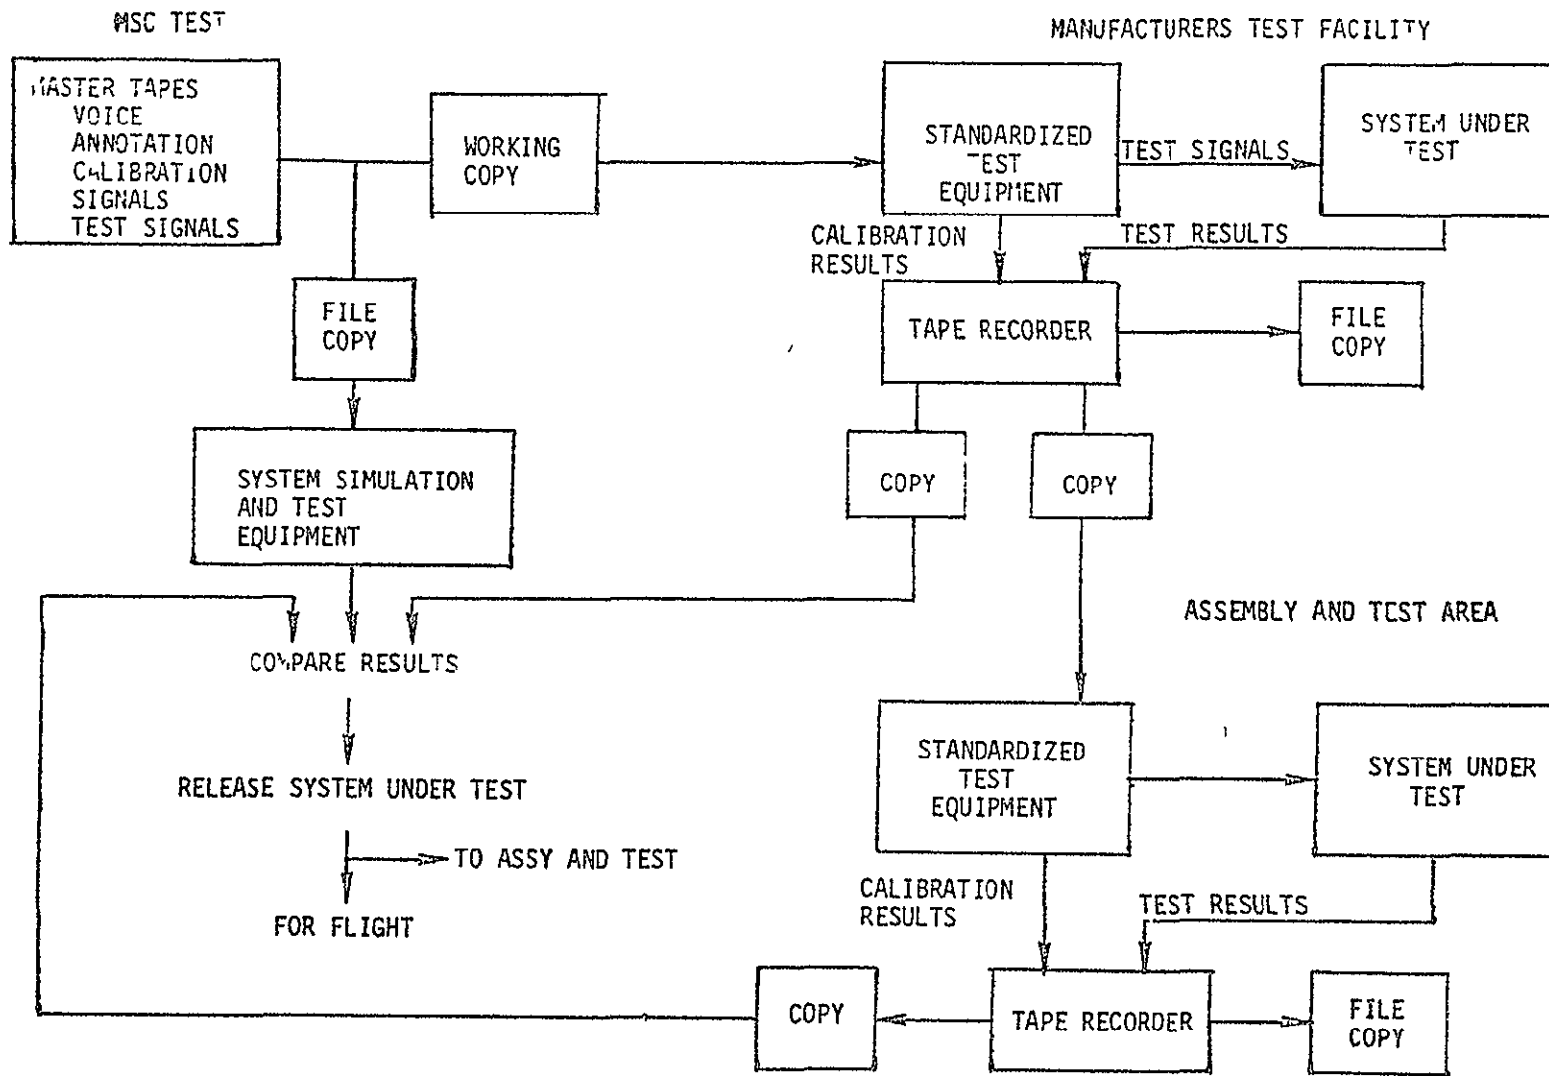 MSC TEST
MASTER TAPES
VOICE
ANNOTATION
CALIBRATION
SIGNALS
TEST SIGNALS
WORKING
COPY
FILE
COPY
SYSTEM SIMULATION
AND TEST
EQUIPMENT
COMPARE RESULTS
RELEASE SYSTEM UNDER TEST
TO ASSY AND TEST
FOR FLIGHT
MANUFACTURERS TEST FACILITY
STANDARDIZED
TEST
EQUIPMENT
TEST SIGNALS
SYSTEM UNDER
TEST
CALIBRATION
RESULTS
TEST RESULTS
TAPE RECORDER
FILE
COPY
COPY
COPY
ASSEMBLY AND TEST AREA
STANDARDIZED
TEST
EQUIPMENT
SYSTEM UNDER
TEST
CALIBRATION
RESULTS
TEST RESULTS
COPY
TAPE RECORDER
FILE
COPY